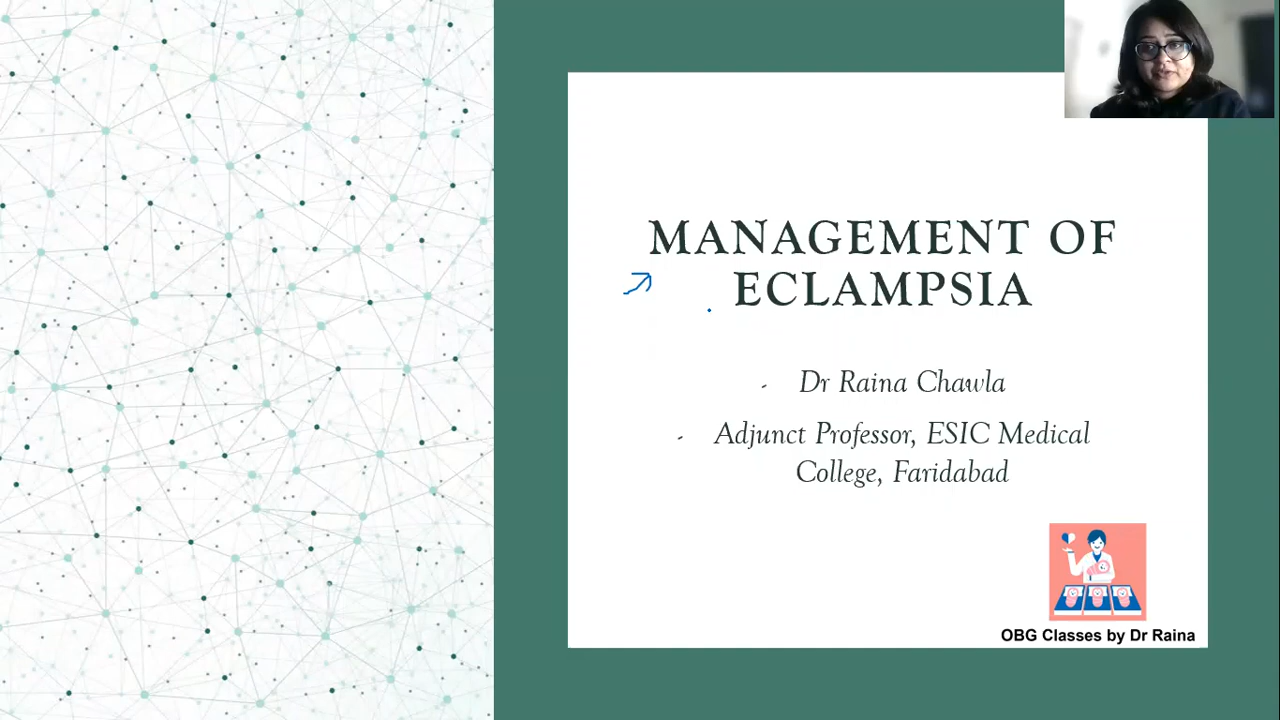 MANAGEMENT OF
ECLAMPSIA
- Dr Raina Chawla
- Adjunct Professor, ESIC Medical
College, Faridabad
OBG Classes by Dr Raina